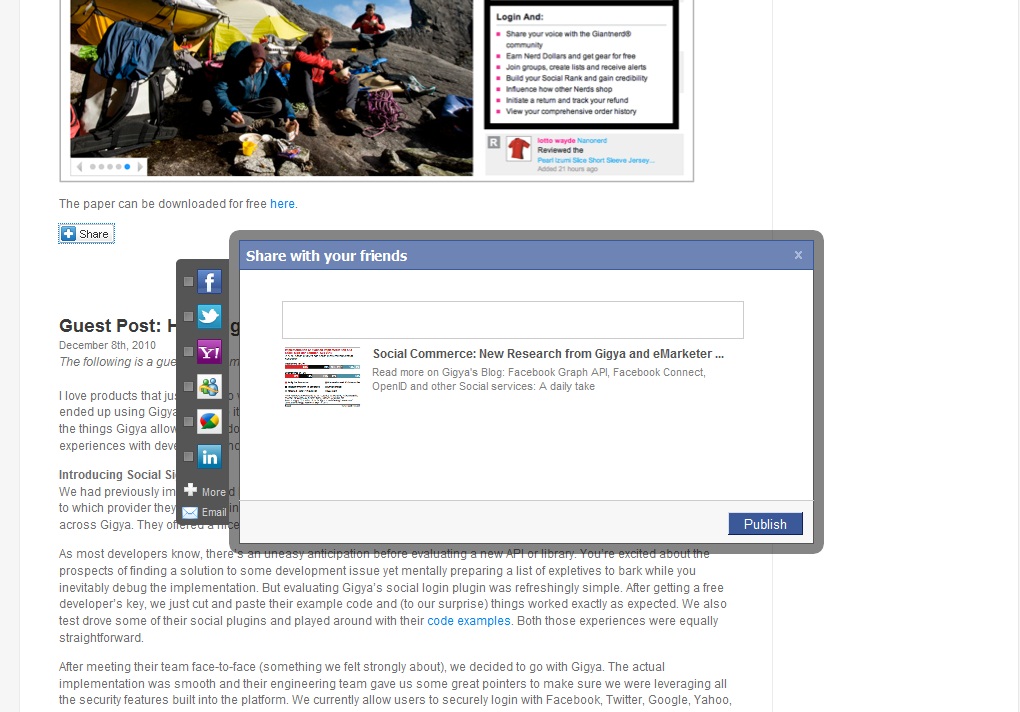 Login And:
Share your voice with the Giantnerd®
community
Earn Nerd Dollars and get gear for free
Join groups, create lists and receive alerts
Build your Social Rank and gain credibility
Influence how other Nerds shop
Initiate a return and track your refund
View your comprehensive order history
R
lotto wayde Nanonerd
Reviewed the
Pearl Izumi Slice Short Sleeve Jersey...
Added 21 hours ago
The paper can be downloaded for free here.
Share
Share with your friends
x
Social Commerce: New Research from Gigya and eMarketer ...
Read more on Gigya's Blog: Facebook Graph API, Facebook Connect,
OpenID and other Social services: A daily take
Publish
f
Y!
in
More
Email
Guest Post: H
December 8th, 2010
The following is a gue
I love products that jus
ended up using Gigya
the things Gigya allow
experiences with deve
Introducing Social Si
We had previously im
to which provider they
across Gigya. They offered a nice
As most developers know, there's an uneasy anticipation before evaluating a new API or library. You're excited about the
prospects of finding a solution to some development issue yet mentally preparing a list of expletives to bark while you
inevitably debug the implementation. But evaluating Gigya's social login plugin was refreshingly simple. After getting a free
developer's key, we just cut and paste their example code and (to our surprise) things worked exactly as expected. We also
test drove some of their social plugins and played around with their code examples. Both those experiences were equally
straightforward.
After meeting their team face-to-face (something we felt strongly about), we decided to go with Gigya. The actual
implementation was smooth and their engineering team gave us some great pointers to make sure we were leveraging all
the security features built into the platform. We currently allow users to securely login with Facebook, Twitter, Google, Yahoo,